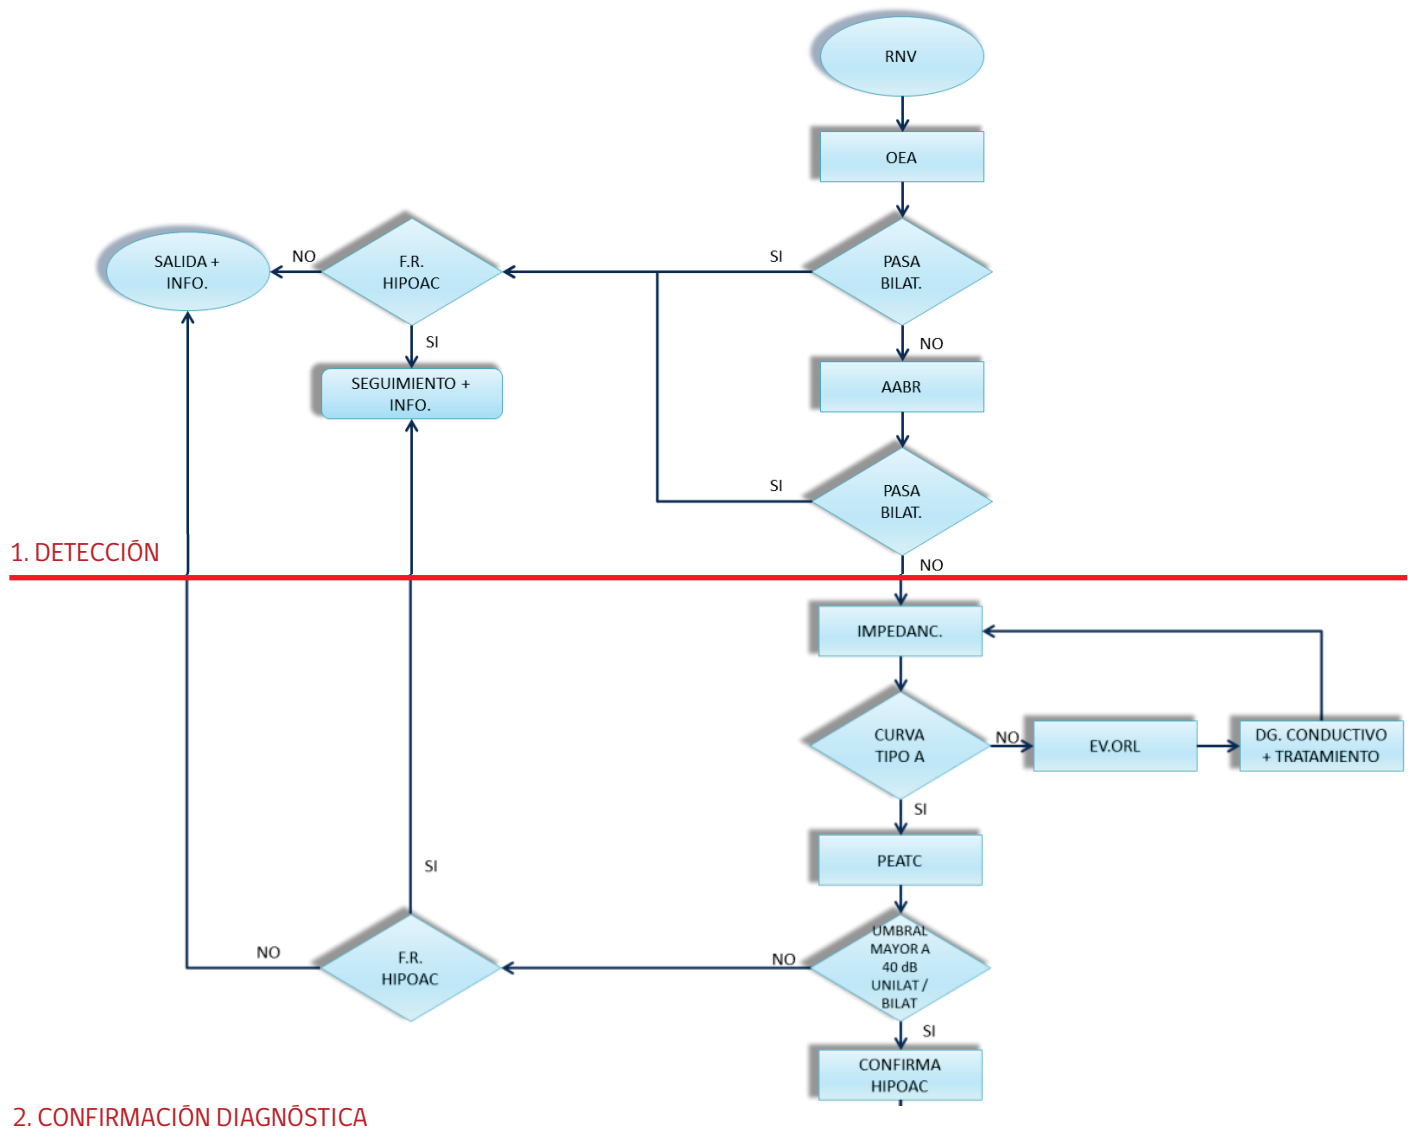 RNV
OEA
SI
PASA
BILAT.
NO
F.R.
HIPOAC
NO
SALIDA +
INFO.
SI
SEGUIMIENTO +
INFO.
AABR
SI
PASA
BILAT.
NO
1. DETECCIÓN
IMPEDANC.
CURVA
TIPO A
NO
EV.ORL
DG. CONDUCTIVO
+ TRATAMIENTO
SI
PEATC
UMBRAL
MAYOR A
40 dB
UNILAT /
BILAT
NO
F.R.
HIPOAC
SI
NO
SI
CONFIRMA
HIPOAC
2. CONFIRMACIÓN DIAGNÓSTICA